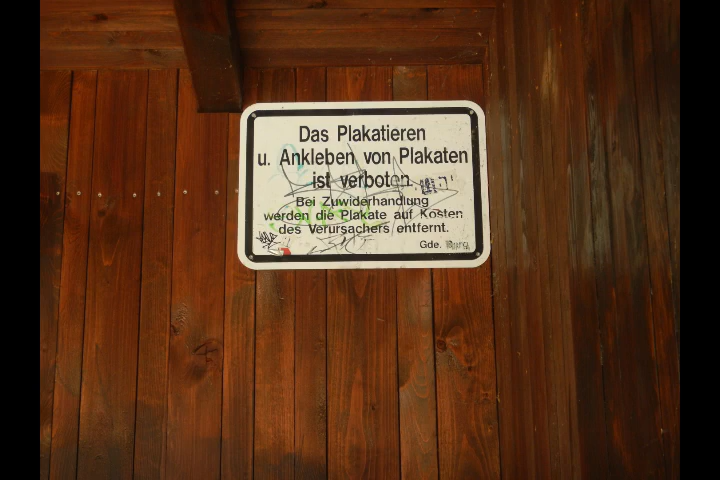 Das Plakatieren
u. Ankleben von Plakaten
ist verboten.
Bei Zuwiderhandlung
werden die Plakate auf Kosten
des Verursachers entfernt.
Gde.